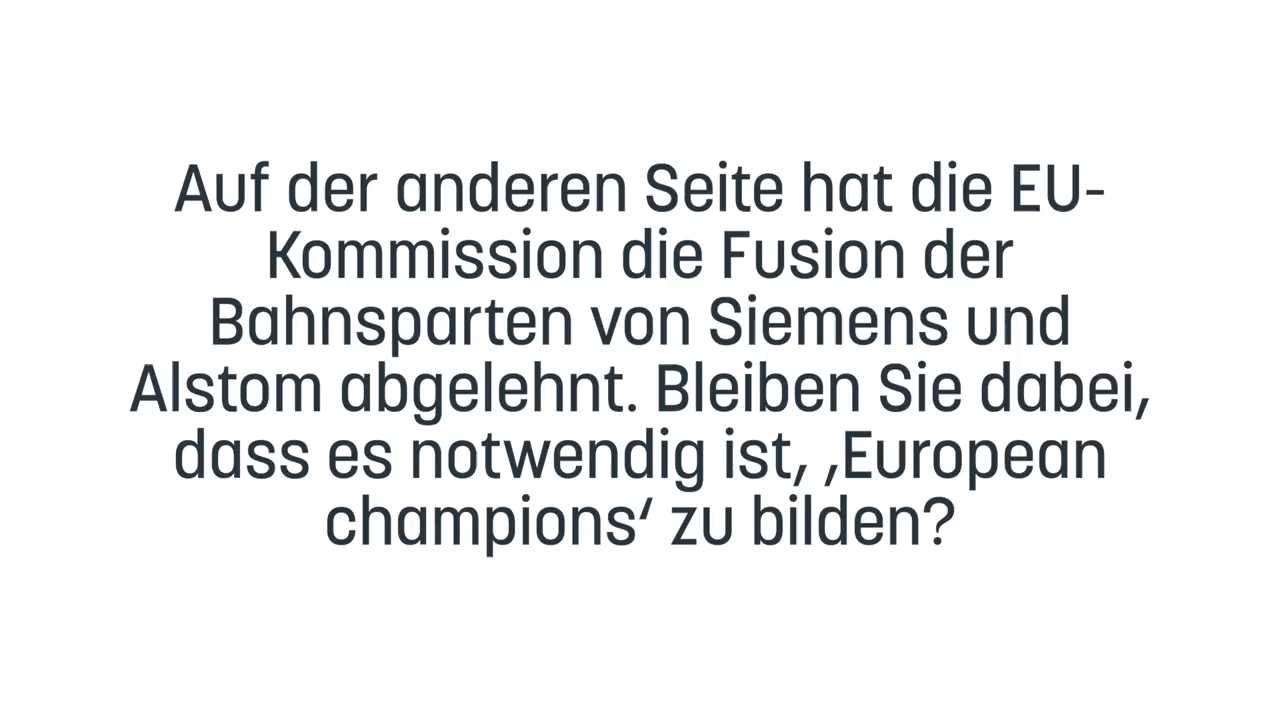 Auf der anderen Seite hat die EU-
Kommission die Fusion der
Bahnsparten von Siemens und
Alstom abgelehnt. Bleiben Sie dabei,
dass es notwendig ist, ‚European
champions‘ zu bilden?